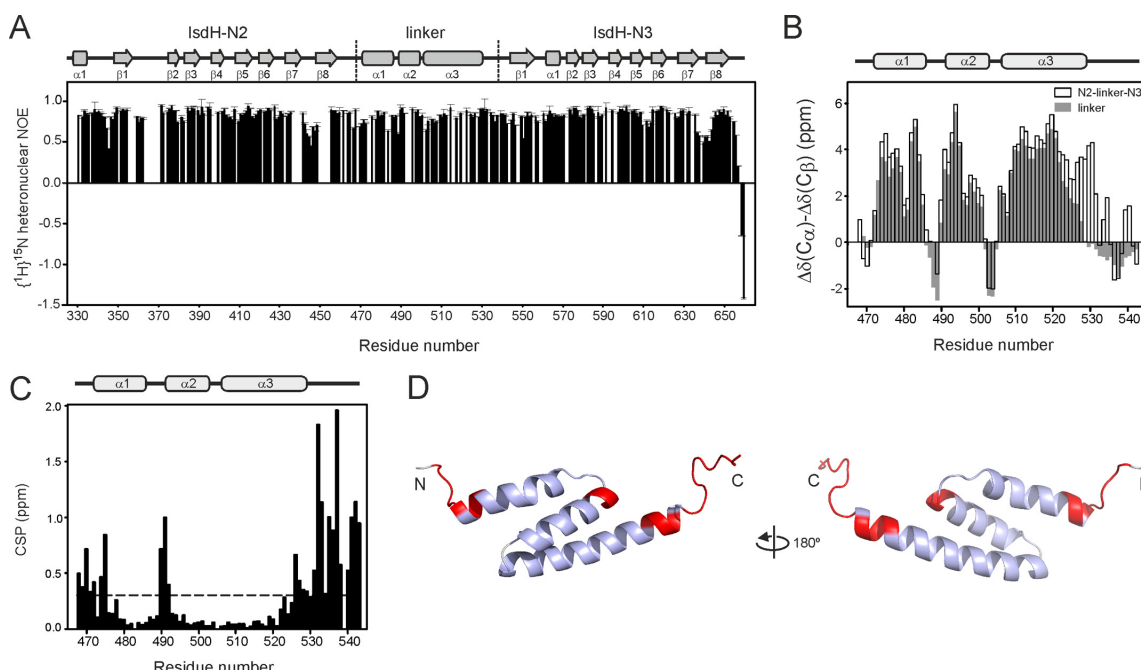 A
IsdH-N2 linker IsdH-N3
α1 β1 β2 β3 β4 β5 β6 β7 β8 α1 α2 α3 β1 α1 β2 β3 β4 β5 β6 β7 β8
{¹H}¹⁵N heteronuclear NOE
1.0
0.5
0.0
-0.5
-1.0
-1.5
330 350 370 390 410 430 450 470 490 510 530 550 570 590 610 630 650
Residue number
B
α1 α2 α3
N2-linker-N3
linker
Δδ(Cα)-Δδ(Cβ) (ppm)
6
4
2
0
-2
470 480 490 500 510 520 530 540
Residue number
C
α1 α2 α3
CSP (ppm)
2.0
1.5
1.0
0.5
0
470 480 490 500 510 520 530 540
Residue number
D
N
C
180º
C